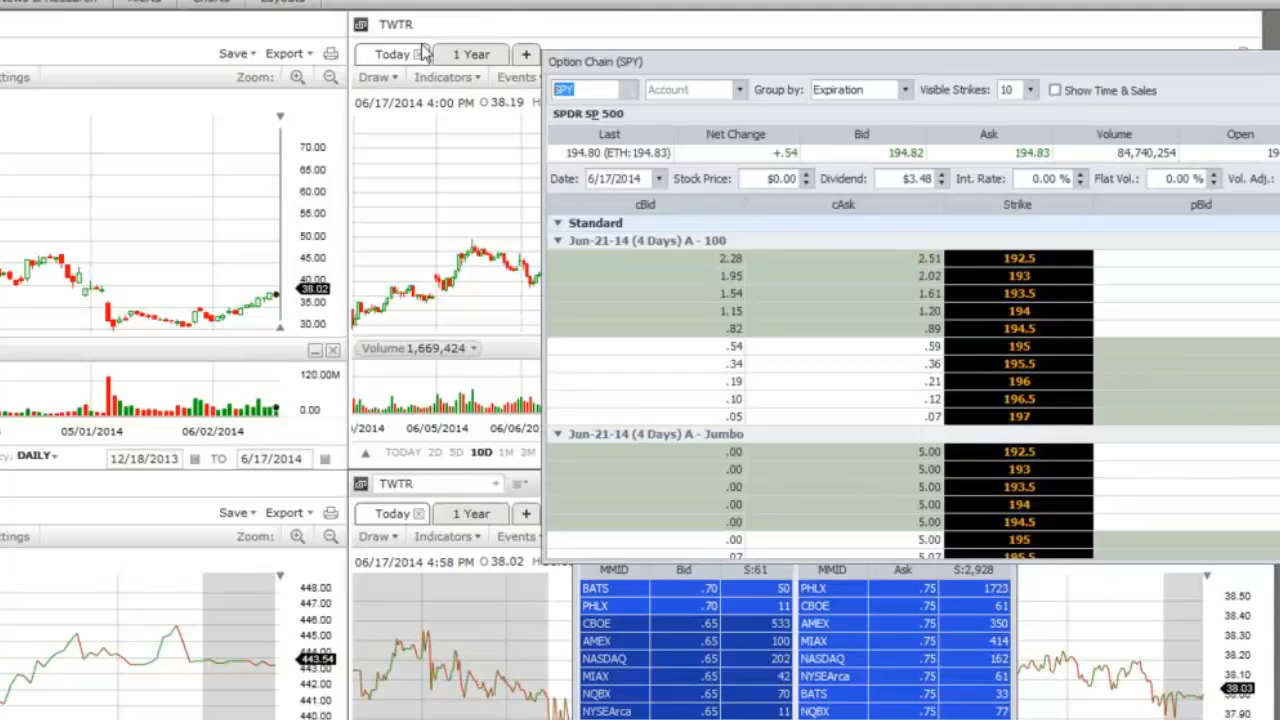 News & Research Alerts Charts Layouts
TWTR
Save Export
Today 1 Year +
Option Chain (SPY)
ttings Zoom:
Draw Indicators Events
SPY Account Group by: Expiration Visible Strikes: 10 Show Time & Sales
06/17/2014 4:00 PM O 38.19 H
SPDR SP 500
Last Net Change Bid Ask Volume Open
194.80 (ETH:194.83) +.54 194.82 194.83 84,740,254 19
Date: 6/17/2014 Stock Price: $0.00 Dividend: $3.48 Int. Rate: 0.00 % Flat Vol.: 0.00 % Vol. Adj.:
cBid cAsk Strike pBid
Standard
Jun-21-14 (4 Days) A - 100
2.28 2.51 192.5
1.95 2.02 193
1.54 1.61 193.5
1.15 1.20 194
.82 .89 194.5
.54 .59 195
.34 .36 195.5
.19 .21 196
.10 .12 196.5
.05 .07 197
Jun-21-14 (4 Days) A - Jumbo
.00 5.00 192.5
.00 5.00 193
.00 5.00 193.5
.00 5.00 194
.00 5.00 194.5
.00 5.00 195
.07 5.07 195.5
70.00
65.00
60.00
55.00
50.00
45.00
40.00
38.02
35.00
30.00
Volume 1,669,424
120.00M
0.00
05/01/2014 06/02/2014
/2014 06/05/2014 06/06/2014
DAILY 12/18/2013 TO 6/17/2014
TODAY 2D 5D 10D 1M 3M
TWTR
Save Export
Today 1 Year +
ttings Zoom:
Draw Indicators Events
06/17/2014 4:58 PM O 38.02 H
448.00
447.00
446.00
445.00
444.00
443.54
443.00
442.00
441.00
440.00
MMID Bid S:61 MMID Ask S:2,928
BATS .70 50 PHLX .75 1723
PHLX .70 11 CBOE .75 61
CBOE .65 533 AMEX .75 350
AMEX .65 100 MIAX .75 414
NASDAQ .65 202 NASDAQ .75 162
MIAX .65 42 NYSEArca .75 61
NQBX .65 70 BATS .75 33
NYSEArca .65 11 NQBX .75 77
38.50
38.40
38.30
38.20
38.10
38.03
37.90